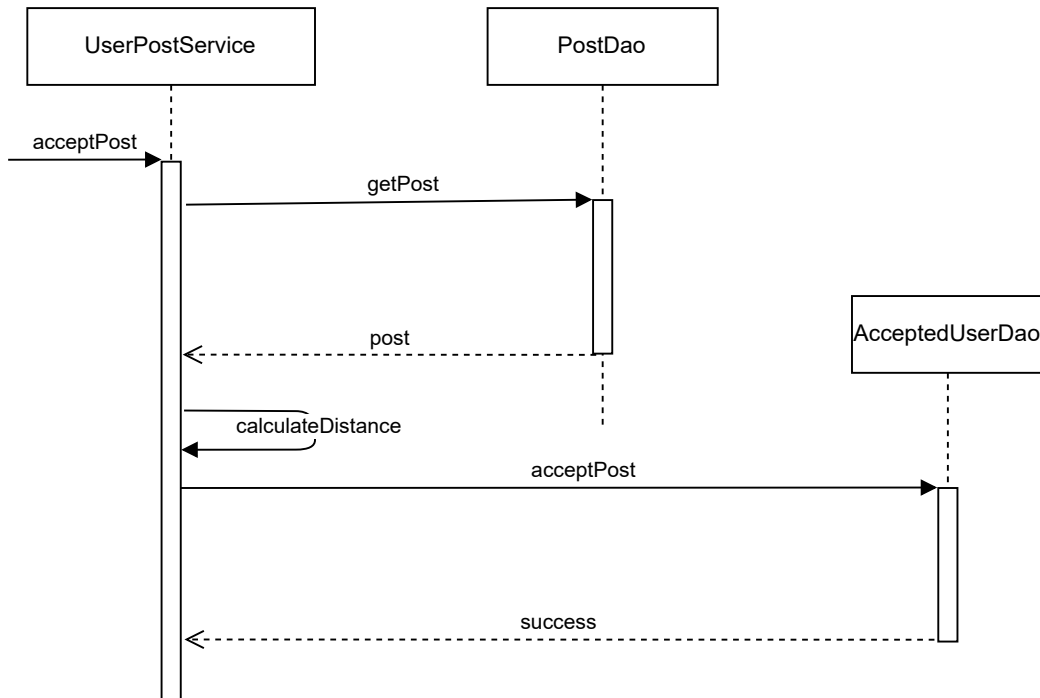 UserPostService
PostDao
acceptPost
getPost
AcceptedUserDao
post
calculateDistance
acceptPost
success